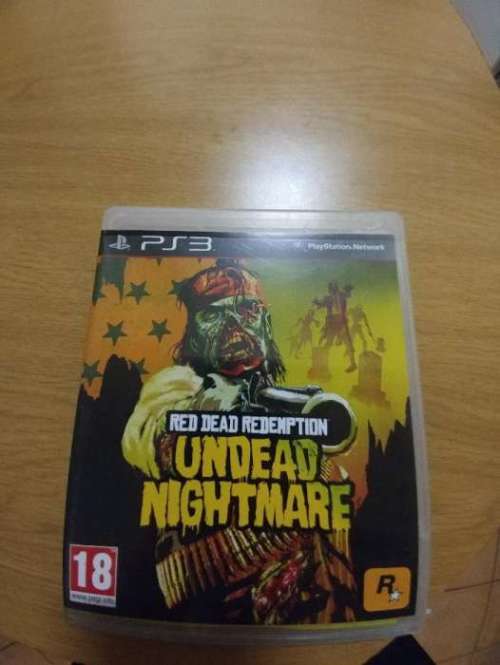 PS3
PlayStation Network
RED DEAD REDEMPTION
UNDEAD
NIGHTMARE
18
www.pegi.info
R